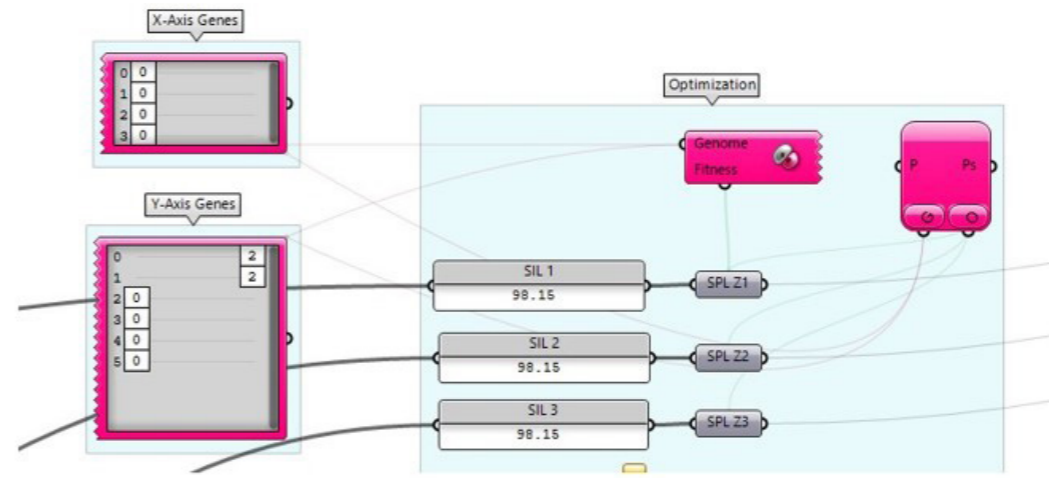 X-Axis Genes
0 0
1 0
2 0
3 0
Optimization
Genome
Fitness
P Ps
G O
Y-Axis Genes
0 2
1 2
2 0
3 0
4 0
5 0
SIL 1
98.15
SPL Z1
SIL 2
98.15
SPL Z2
SIL 3
98.15
SPL Z3